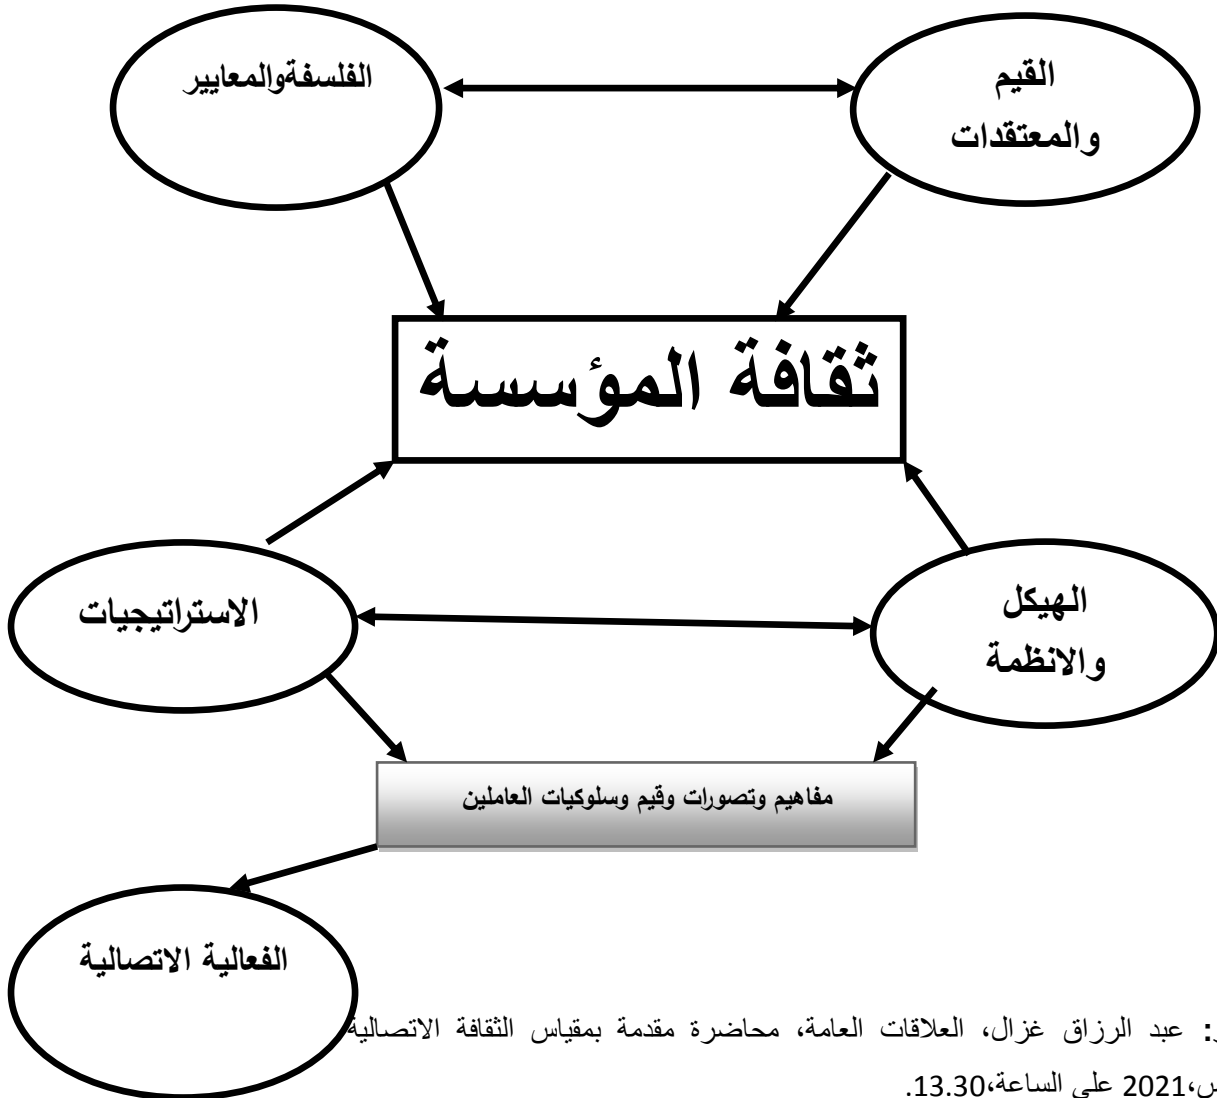 القيم
والمعتقدات
الفلسفةوالمعايير
ثقافة المؤسسة
الهيكل
والانظمة
الاستراتيجيات
مفاهيم وتصورات وقيم وسلوكيات العاملين
الفعالية الاتصالية
: عبد الرزاق غزال، العلاقات العامة، محاضرة مقدمة بمقياس الثقافة الاتصالية
،2021 على الساعة،13.30.